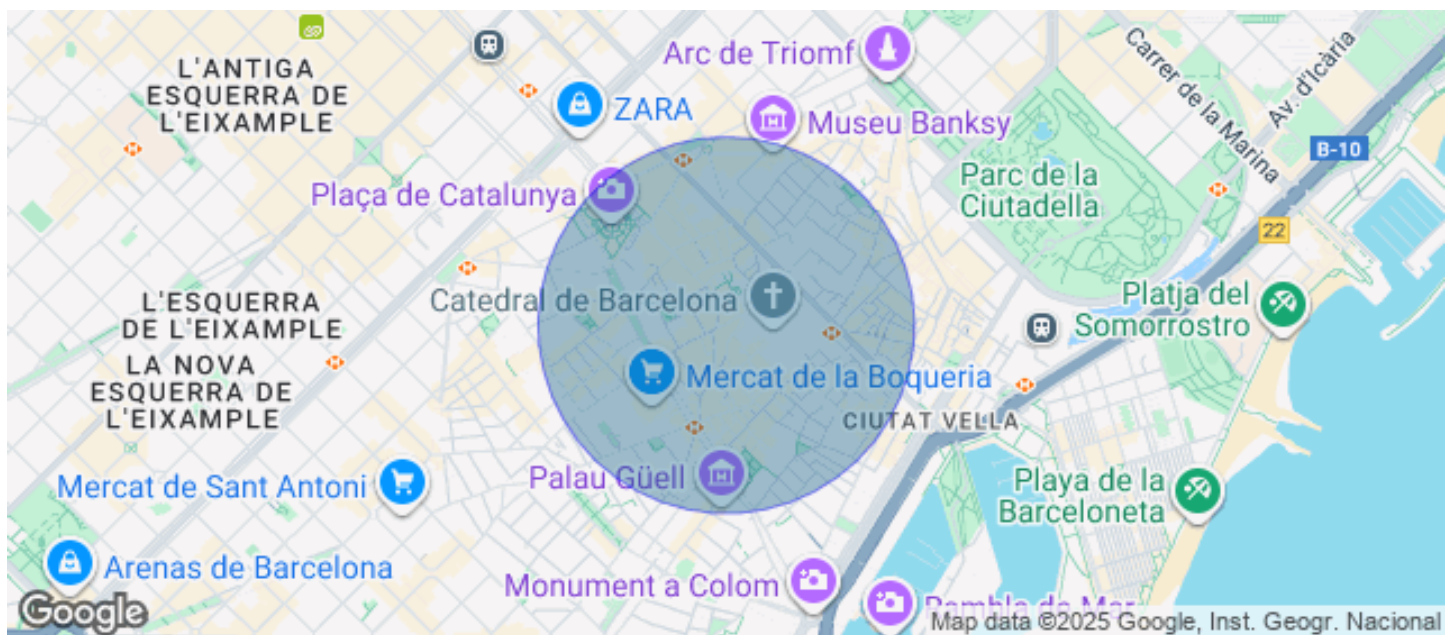 L'ANTIGA
ESQUERRA DE
L'EIXAMPLE
ZARA
Arc de Triomf
Museu Banksy
Carrer de la Marina
Av. d'Icària
B-10
Plaça de Catalunya
Parc de la
Ciutadella
22
Catedral de Barcelona
L'ESQUERRA
DE L'EIXAMPLE
Platja del
Somorrostro
LA NOVA
ESQUERRA DE
L'EIXAMPLE
Mercat de la Boqueria
CIUTAT VELLA
Mercat de Sant Antoni
Palau Güell
Playa de la
Barceloneta
Arenas de Barcelona
Monument a Colom
Rambla de Mar
Google
Map data ©2025 Google, Inst. Geogr. Nacional